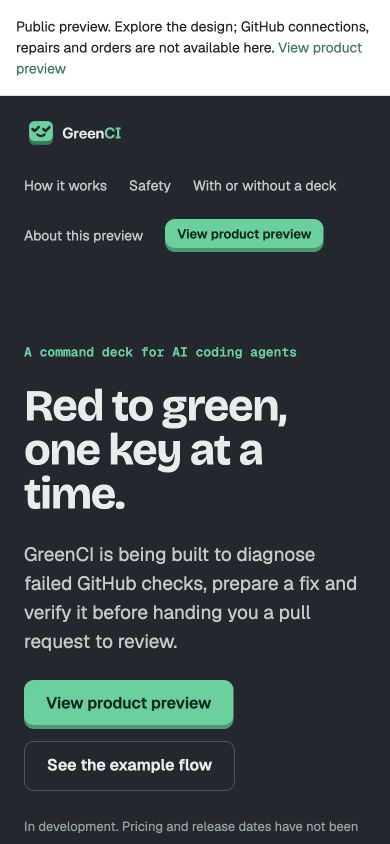 Public preview. Explore the design; GitHub connections,
repairs and orders are not available here. View product
preview
GreenCI
How it works Safety With or without a deck
About this preview View product preview
A command deck for AI coding agents
Red to green,
one key at a
time.
GreenCI is being built to diagnose
failed GitHub checks, prepare a fix and
verify it before handing you a pull
request to review.
View product preview
See the example flow
In development. Pricing and release dates have not been